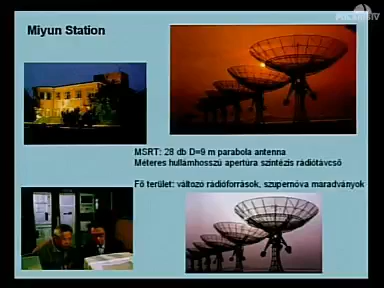 Miyun Station
MSRT: 28 db D=9 m parabola antenna
Méteres hullámhosszú apertúra szintézis rádiótávcső
Fő terület: változó rádióforrások, szupernóva maradványok